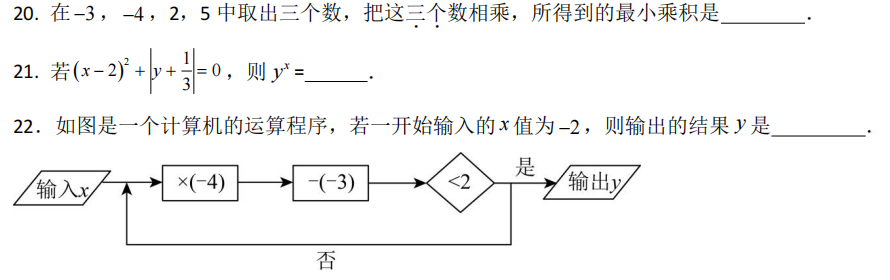 20. 在-3，-4，2，5 中取出三个数，把这三个数相乘，所得到的最小乘积是________.
21. 若(x-2)²+|y+1/3|=0，则 yˣ =______.
22．如图是一个计算机的运算程序，若一开始输入的 x 值为-2，则输出的结果 y 是_________.
输入x ×(-4) -(-3) <2 是 输出y
否